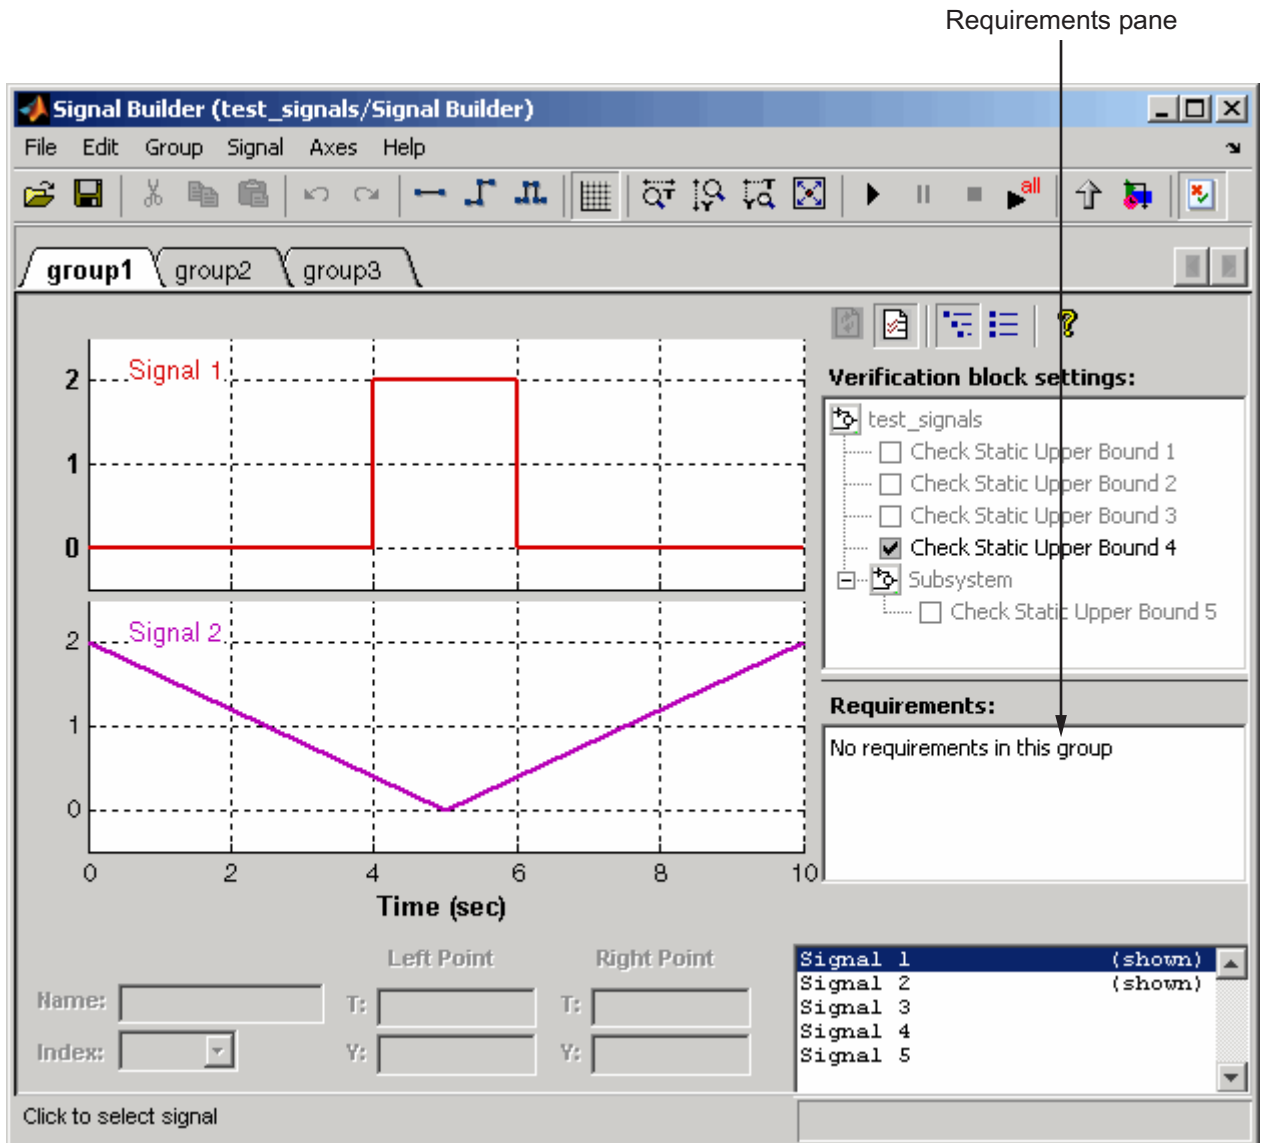 Requirements pane
Signal Builder (test_signals/Signal Builder)
File Edit Group Signal Axes Help
all
group1 group2 group3
Verification block settings:
test_signals
Check Static Upper Bound 1
Check Static Upper Bound 2
Check Static Upper Bound 3
Check Static Upper Bound 4
Subsystem
Check Static Upper Bound 5
Requirements:
No requirements in this group
Signal 1
2
1
0
Signal 2
2
1
0
0 2 4 6 8 10
Time (sec)
Left Point Right Point
Name: T: T:
Index: Y: Y:
Signal 1 (shown)
Signal 2 (shown)
Signal 3
Signal 4
Signal 5
Click to select signal